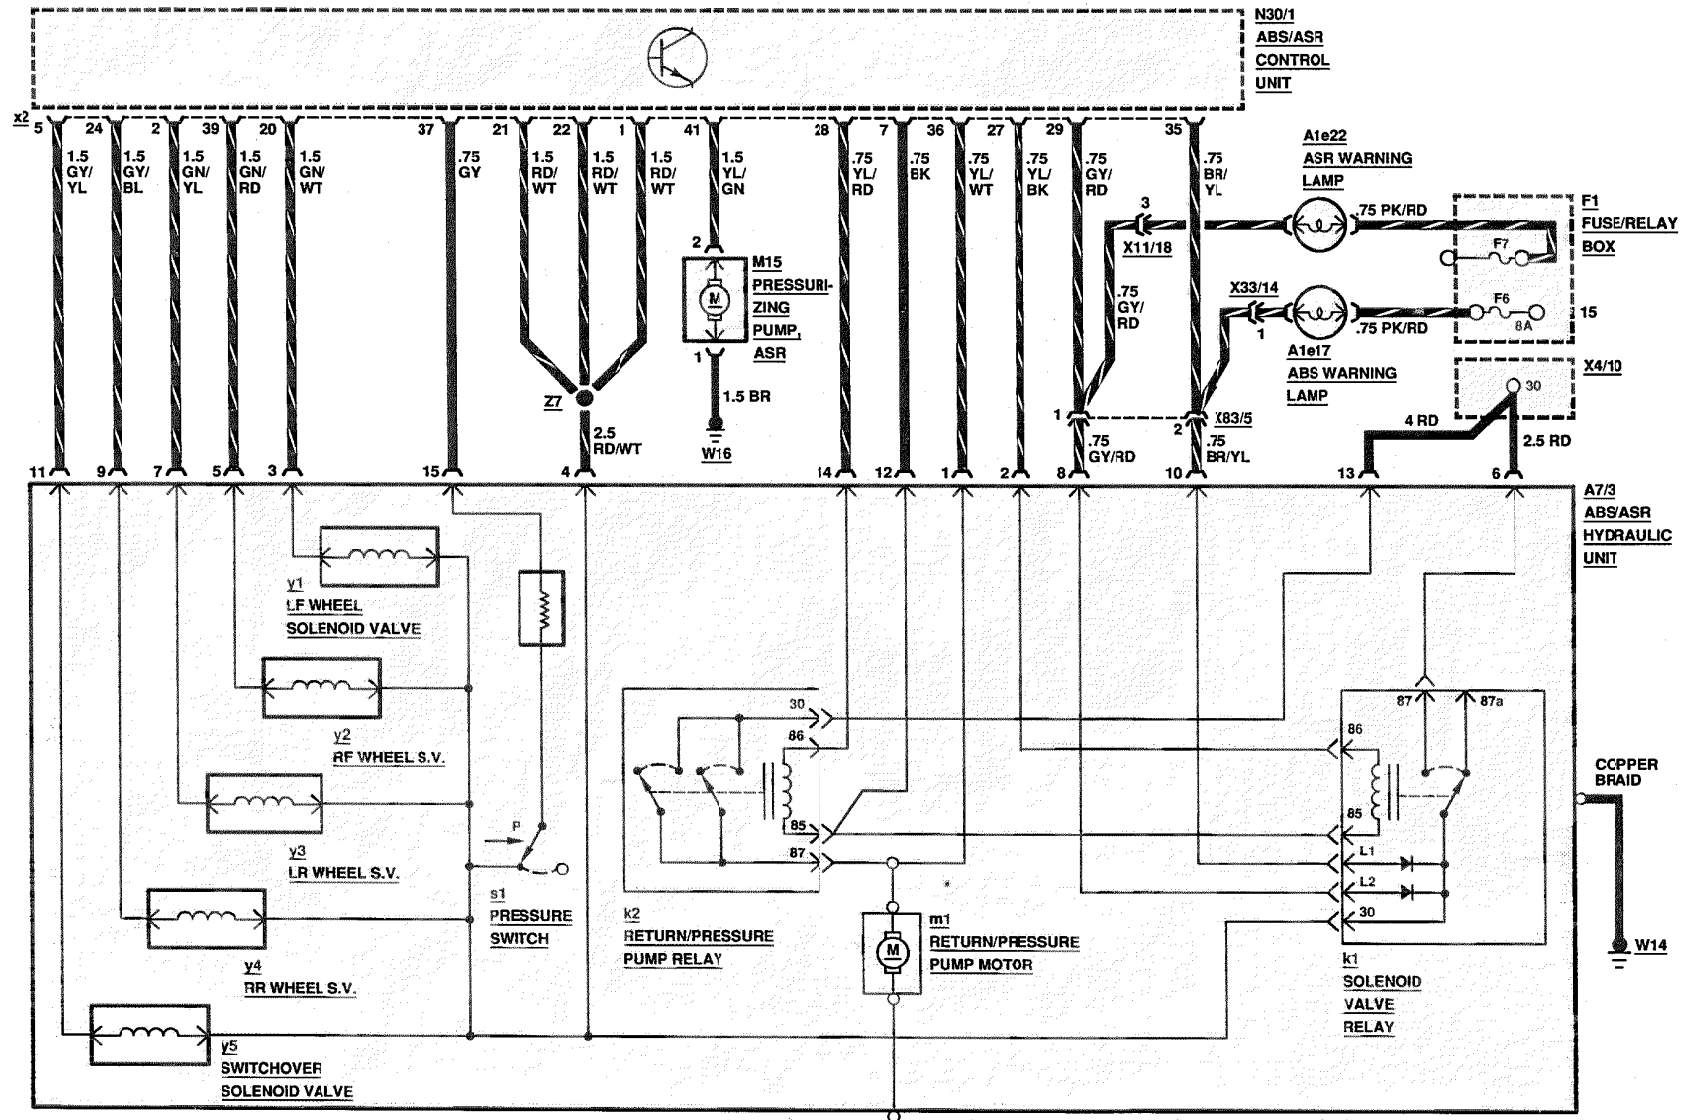 N30/1
ABS/ASR
CONTROL
UNIT
x2
5 24 2 39 20 37 21 22 1 41 28 7 36 27 29 35
1.5 GY/ YL
1.5 GY/ BL
1.5 GN/ YL
1.5 GN/ RD
1.5 GN/ WT
.75 GY
1.5 RD/ WT
1.5 RD/ WT
1.5 RD/ WT
1.5 YL/ GN
.75 YL/ RD
.75 BK
.75 YL/ WT
.75 YL/ BK
.75 GY/ RD
.75 BR/ YL
A1e22
ASR WARNING
LAMP
3
X11/18
.75 PK/RD
F1
FUSE/RELAY
BOX
F7
2
M15
PRESSURI-
ZING
PUMP,
ASR
M
1
.75
GY/
RD
X33/14
1
.75 PK/RD
F6
8A
15
A1e17
ABS WARNING
LAMP
X4/10
30
Z7
1.5 BR
W16
2.5
RD/WT
1
2
X83/5
.75
GY/RD
.75
BR/YL
4 RD
2.5 RD
11 9 7 5 3 15 4 14 12 1 2 8 10 13 6
A7/3
ABS/ASR
HYDRAULIC
UNIT
y1
LF WHEEL
SOLENOID VALVE
y2
RF WHEEL S.V.
y3
LR WHEEL S.V.
y4
RR WHEEL S.V.
y5
SWITCHOVER
SOLENOID VALVE
P
s1
PRESSURE
SWITCH
30
86
85
87
k2
RETURN/PRESSURE
PUMP RELAY
M
m1
RETURN/PRESSURE
PUMP MOTOR
87 87a
86
85
L1
L2
30
k1
SOLENOID
VALVE
RELAY
COPPER
BRAID
W14